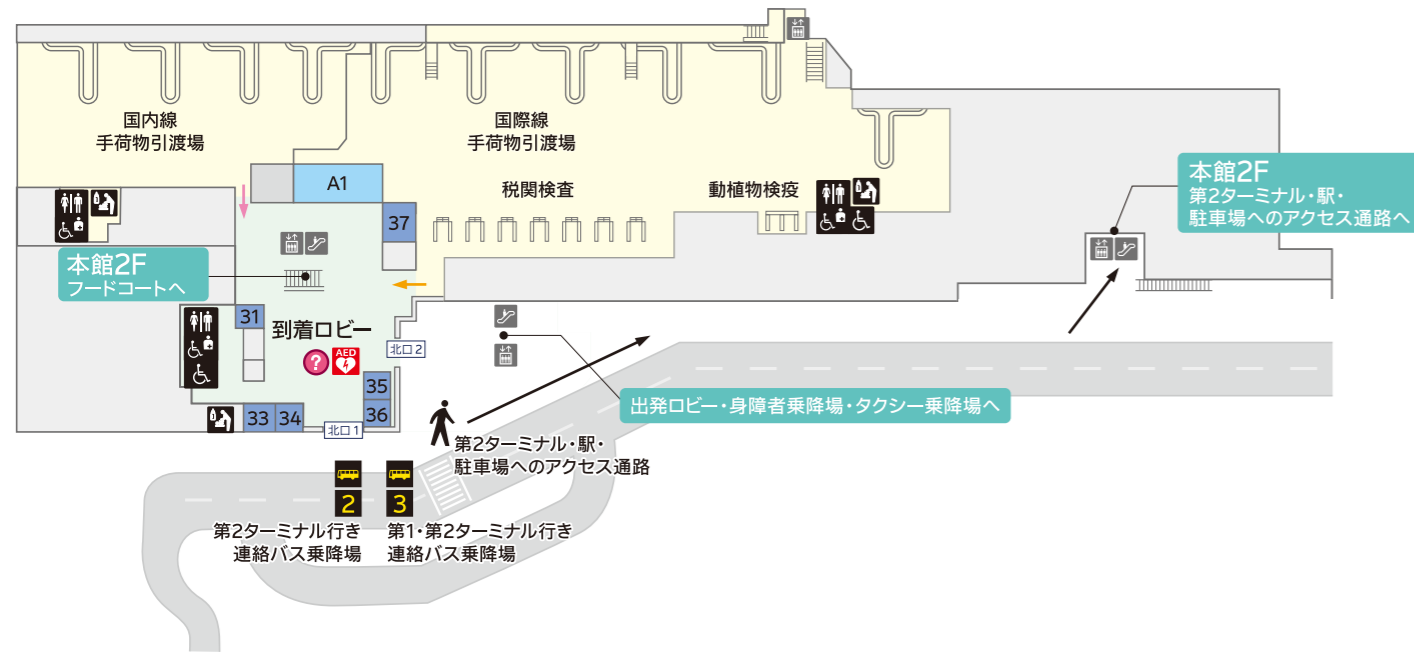 国内線
手荷物引渡場
国際線
手荷物引渡場
A1
税関検査
動植物検疫
本館2F
第2ターミナル・駅・
駐車場へのアクセス通路へ
37
本館2F
フードコートへ
31
到着ロビー
?
AED
北口2
35
36
33
34
北口1
出発ロビー・身障者乗降場・タクシー乗降場へ
第2ターミナル・駅・
駐車場へのアクセス通路
2
3
第2ターミナル行き
連絡バス乗降場
第1・第2ターミナル行き
連絡バス乗降場